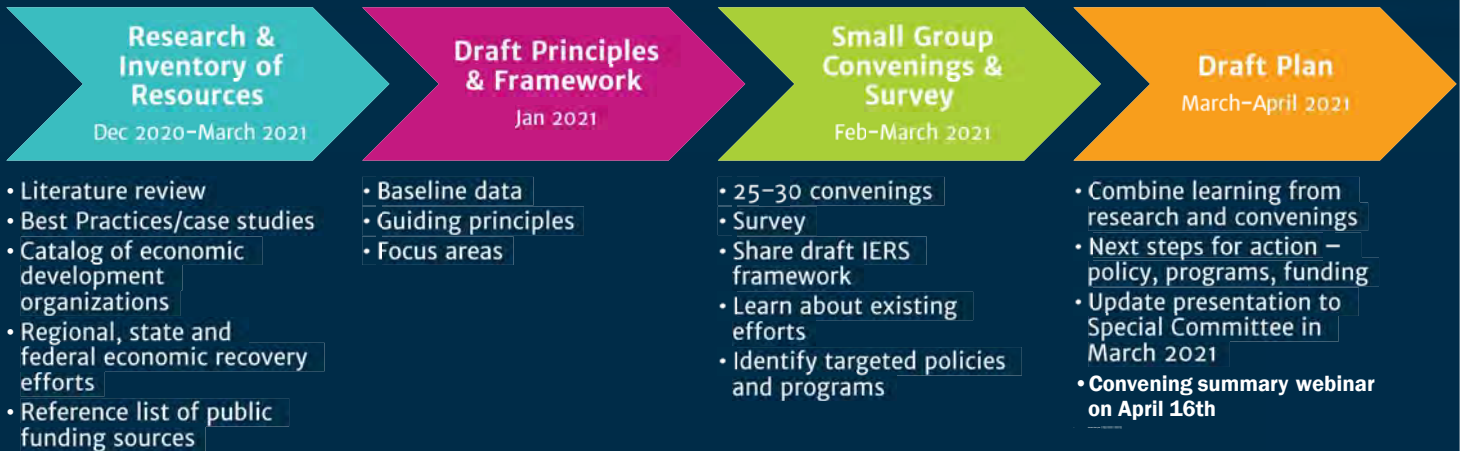 Research &
Inventory of
Resources
Dec 2020–March 2021
• Literature review
• Best Practices/case studies
• Catalog of economic
development
organizations
• Regional, state and
federal economic recovery
efforts
• Reference list of public
funding sources
Draft Principles
& Framework
Jan 2021
• Baseline data
• Guiding principles
• Focus areas
Small Group
Convenings &
Survey
Feb–March 2021
• 25–30 convenings
• Survey
• Share draft IERS
framework
• Learn about existing
efforts
• Identify targeted policies
and programs
Draft Plan
March–April 2021
• Combine learning from
research and convenings
• Next steps for action –
policy, programs, funding
• Update presentation to
Special Committee in
March 2021
• Convening summary webinar
on April 16th